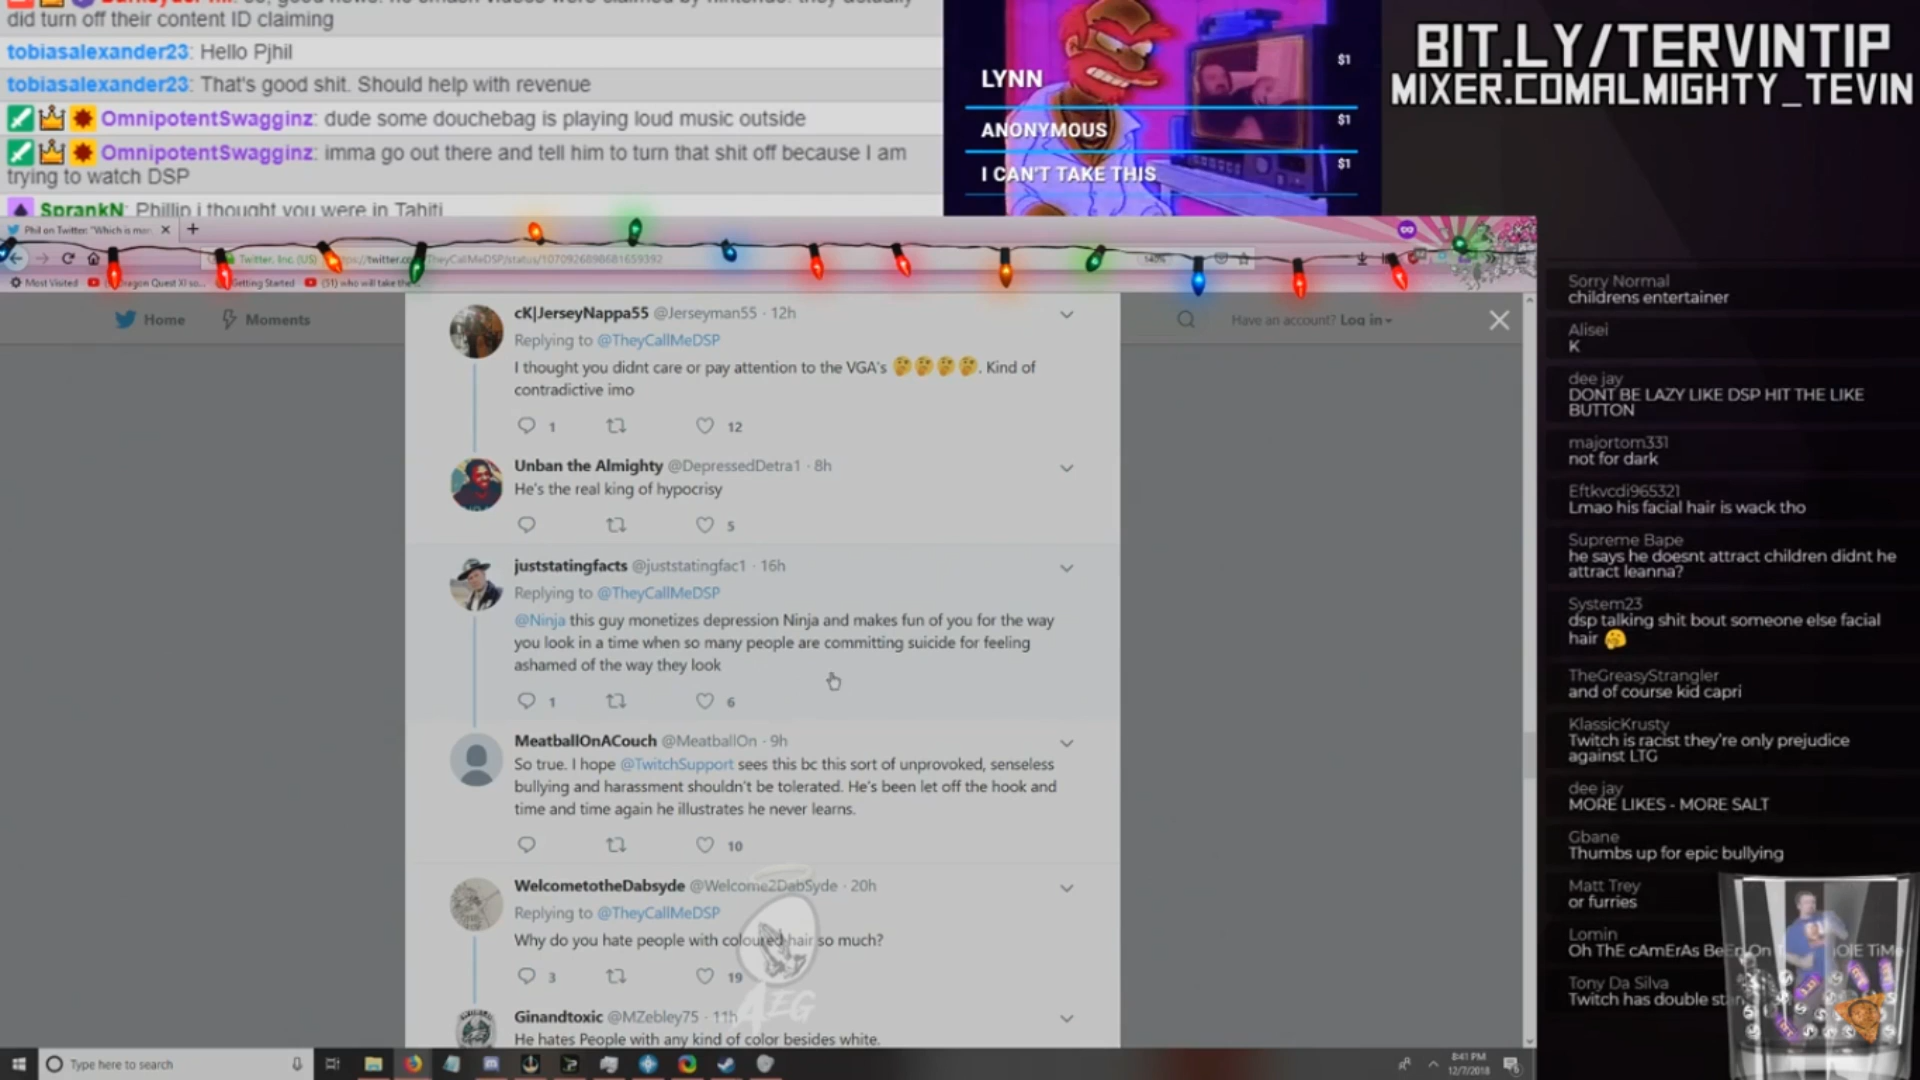 did turn off their content ID claiming
tobiasalexander23: Hello Pjhil
tobiasalexander23: That's good shit. Should help with revenue
OmnipotentSwagginz: dude some douchebag is playing loud music outside
OmnipotentSwagginz: imma go out there and tell him to turn that shit off because I am
trying to watch DSP
SprankN: Phillip i thought you were in Tahiti
LYNN $1
ANONYMOUS $1
I CAN'T TAKE THIS $1
BIT.LY/TERVINTIP
MIXER.COMALMIGHTY_TEVIN
Phil on Twitter: "Which is mor
Twitter, Inc. (US) https://twitter.co TheyCallMeDSP/status/1070926898681659392 140%
Most Visited Dragon Quest XI so... Getting Started (51) who will take the
Home Moments Have an account? Log in
cK|JerseyNappa55 @Jerseyman55 · 12h
Replying to @TheyCallMeDSP
I thought you didnt care or pay attention to the VGA's 🤔🤔🤔🤔. Kind of
contradictive imo
1 12
Unban the Almighty @DepressedDetra1 · 8h
He's the real king of hypocrisy
5
juststatingfacts @juststatingfac1 · 16h
Replying to @TheyCallMeDSP
@Ninja this guy monetizes depression Ninja and makes fun of you for the way
you look in a time when so many people are committing suicide for feeling
ashamed of the way they look
1 6
MeatballOnACouch @MeatballOn · 9h
So true. I hope @TwitchSupport sees this bc this sort of unprovoked, senseless
bullying and harassment shouldn't be tolerated. He's been let off the hook and
time and time again he illustrates he never learns.
10
WelcometotheDabsyde @Welcome2DabSyde · 20h
Replying to @TheyCallMeDSP
Why do you hate people with coloured hair so much?
3 19
AEG
Ginandtoxic @MZebley75 · 11h
He hates People with any kind of color besides white.
Sorry Normal
childrens entertainer
Alisei
K
dee jay
DONT BE LAZY LIKE DSP HIT THE LIKE
BUTTON
majortom331
not for dark
Eftkvcdi965321
Lmao his facial hair is wack tho
Supreme Bape
he says he doesnt attract children didnt he
attract leanna?
System23
dsp talking shit bout someone else facial
hair 🤔
TheGreasyStrangler
and of course kid capri
KlassicKrusty
Twitch is racist they're only prejudice
against LTG
dee jay
MORE LIKES - MORE SALT
Gbane
Thumbs up for epic bullying
Matt Trey
or furries
Lomin
Oh ThE cAmErAs BeEn On OlE TiMe
Tony Da Silva
Twitch has double
Type here to search
8:41 PM
12/7/2018